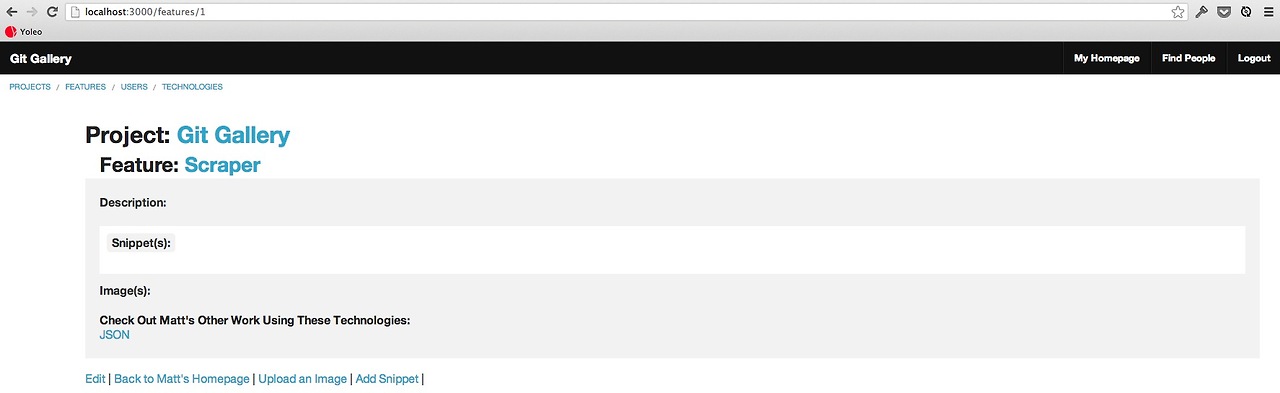 localhost:3000/features/1
Yoleo
Git Gallery My Homepage Find People Logout
PROJECTS / FEATURES / USERS / TECHNOLOGIES
Project: Git Gallery
Feature: Scraper
Description:
Snippet(s):
Image(s):
Check Out Matt's Other Work Using These Technologies:
JSON
Edit | Back to Matt's Homepage | Upload an Image | Add Snippet |